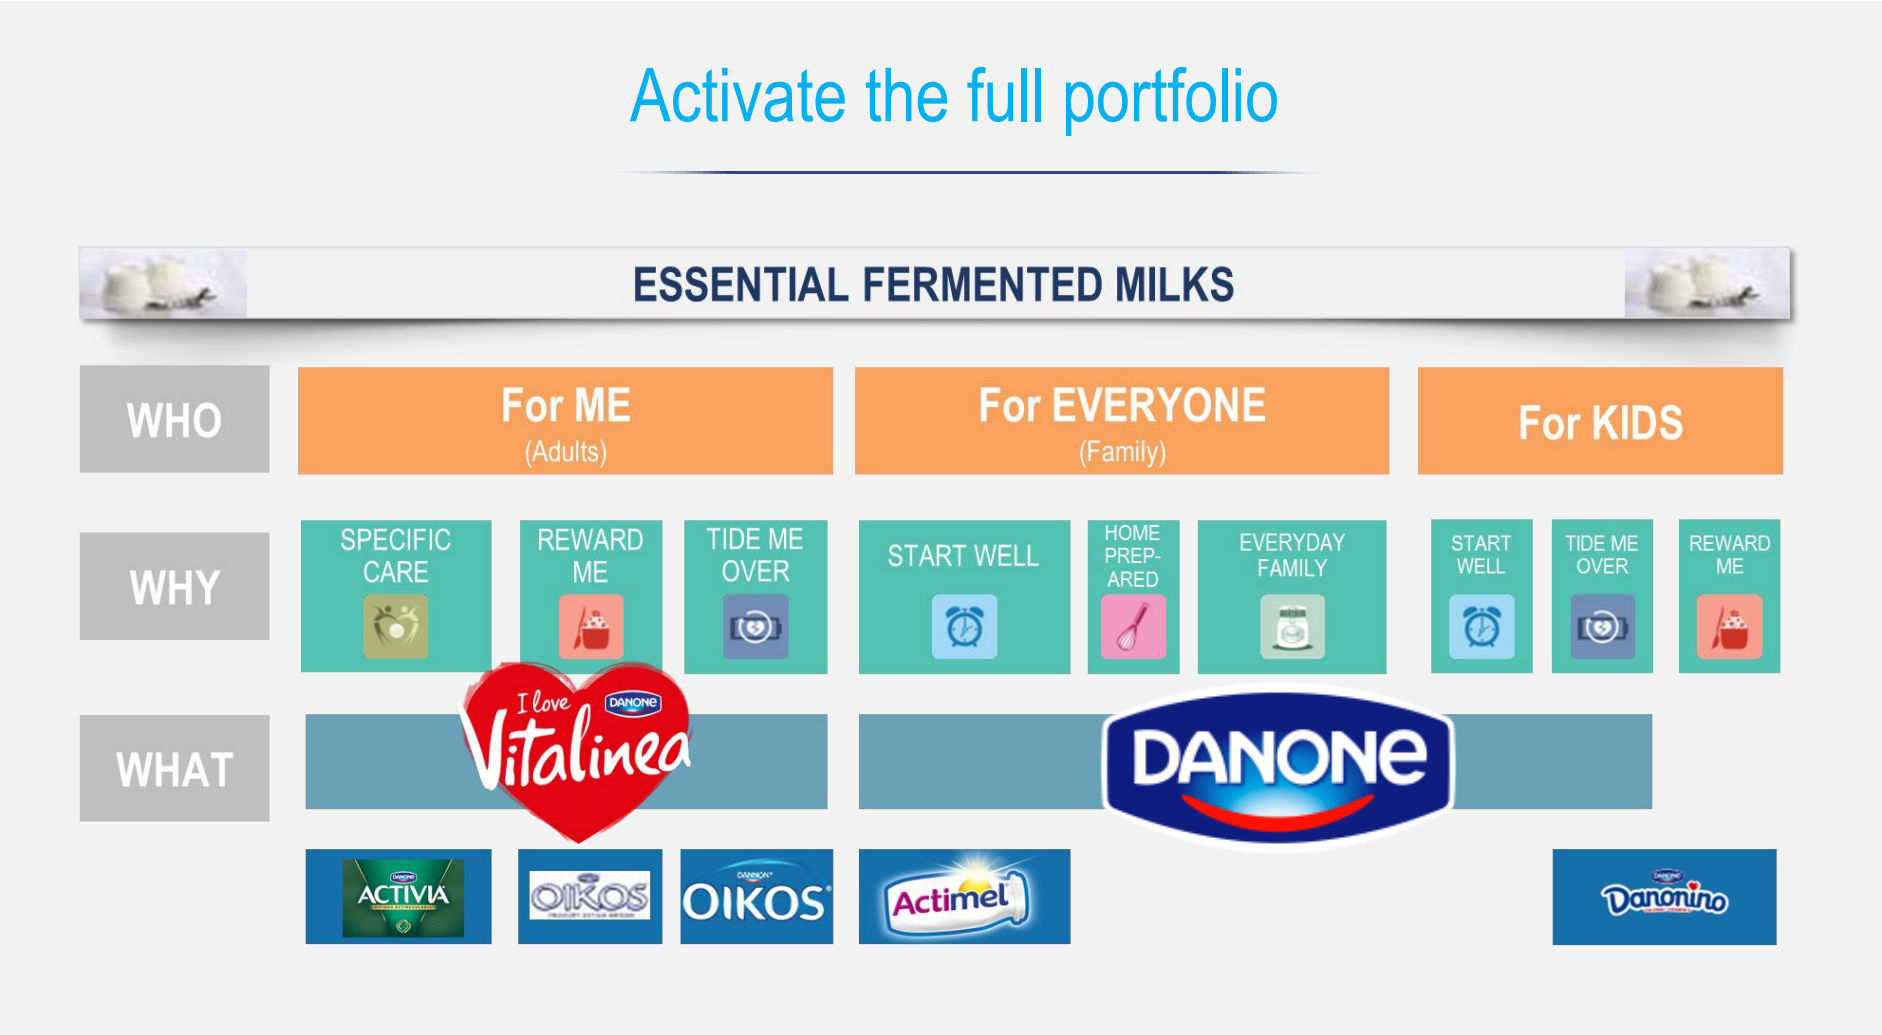 Activate the full portfolio
ESSENTIAL FERMENTED MILKS
WHO
For ME
(Adults)
For EVERYONE
(Family)
For KIDS
WHY
SPECIFIC
CARE
REWARD
ME
TIDE ME
OVER
START WELL
HOME
PREP-
ARED
EVERYDAY
FAMILY
START
WELL
TIDE ME
OVER
REWARD
ME
WHAT
I love
DANONE
Vitalinea
DANONE
DANONE
ACTIVIA
OIKOS
DANNON
OIKOS
Actimel
DANONE
Danonino